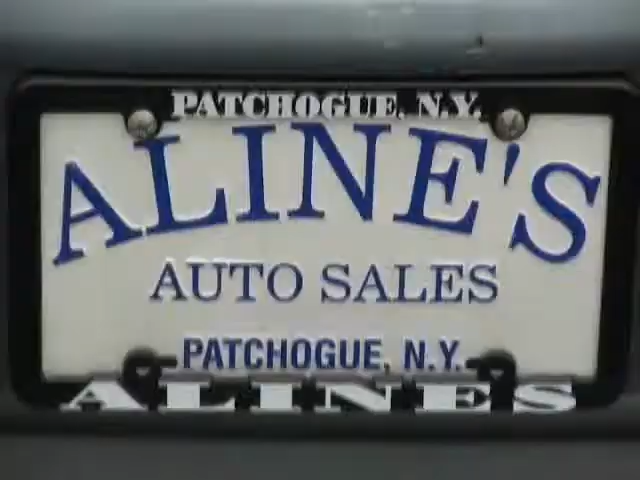 PATCHOGUE, N.Y.
ALINE'S
AUTO SALES
PATCHOGUE, N.Y.
ALINES